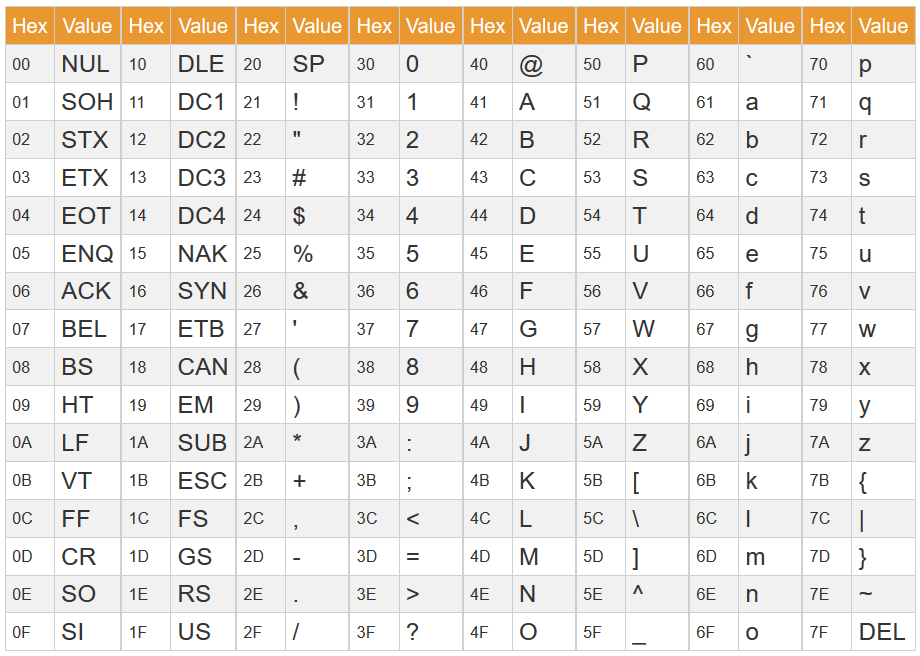 Hex Value Hex Value Hex Value Hex Value Hex Value Hex Value Hex Value Hex Value
00 NUL 10 DLE 20 SP 30 0 40 @ 50 P 60 ` 70 p
01 SOH 11 DC1 21 ! 31 1 41 A 51 Q 61 a 71 q
02 STX 12 DC2 22 " 32 2 42 B 52 R 62 b 72 r
03 ETX 13 DC3 23 # 33 3 43 C 53 S 63 c 73 s
04 EOT 14 DC4 24 $ 34 4 44 D 54 T 64 d 74 t
05 ENQ 15 NAK 25 % 35 5 45 E 55 U 65 e 75 u
06 ACK 16 SYN 26 & 36 6 46 F 56 V 66 f 76 v
07 BEL 17 ETB 27 ' 37 7 47 G 57 W 67 g 77 w
08 BS 18 CAN 28 ( 38 8 48 H 58 X 68 h 78 x
09 HT 19 EM 29 ) 39 9 49 I 59 Y 69 i 79 y
0A LF 1A SUB 2A * 3A : 4A J 5A Z 6A j 7A z
0B VT 1B ESC 2B + 3B ; 4B K 5B [ 6B k 7B {
0C FF 1C FS 2C , 3C < 4C L 5C \ 6C l 7C |
0D CR 1D GS 2D - 3D = 4D M 5D ] 6D m 7D }
0E SO 1E RS 2E . 3E > 4E N 5E ^ 6E n 7E ~
0F SI 1F US 2F / 3F ? 4F O 5F _ 6F o 7F DEL